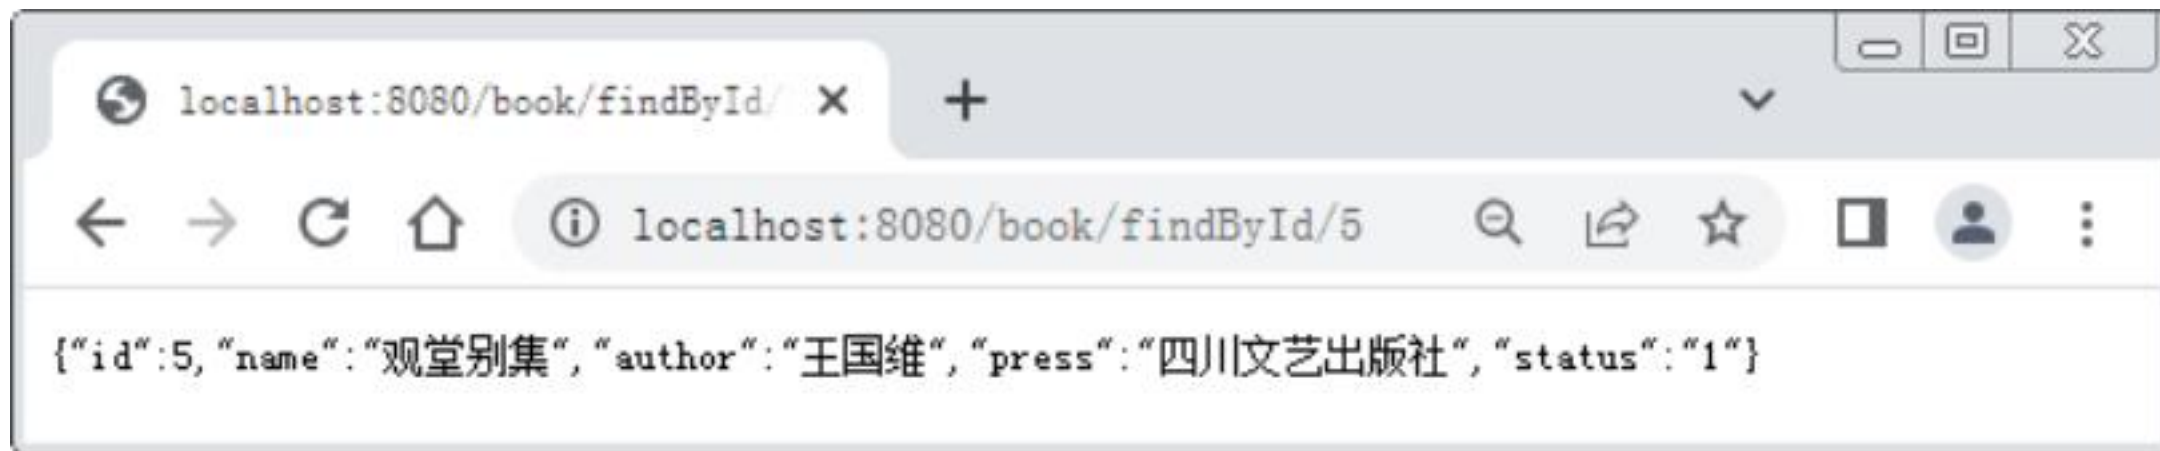 localhost:8080/book/findById/
localhost:8080/book/findById/5
{"id":5,"name":"观堂别集","author":"王国维","press":"四川文艺出版社","status":"1"}